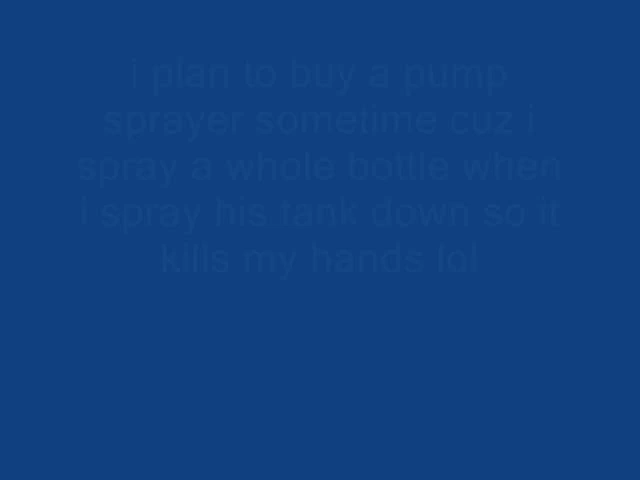 i plan to buy a pump
sprayer sometime cuz i
spray a whole bottle when
I spray his tank down so it
kills my hands lol